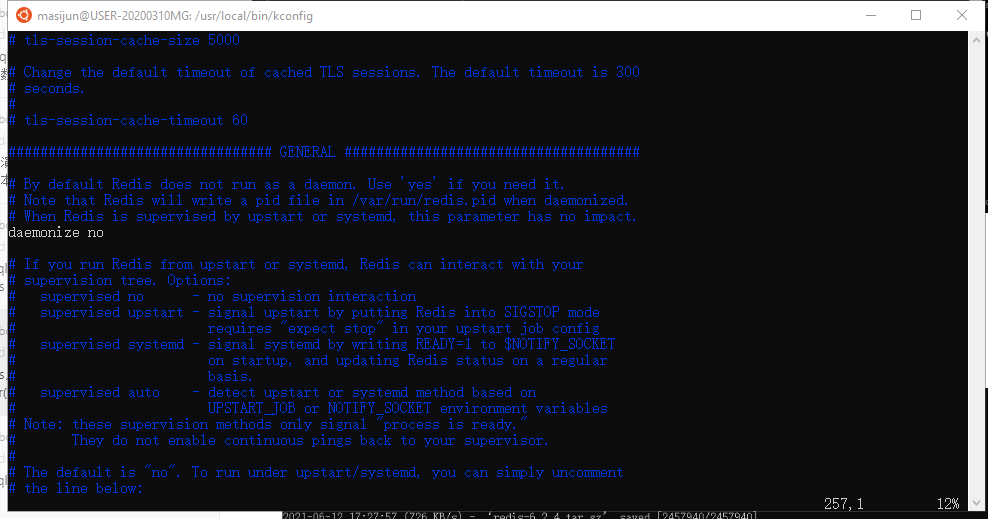 masijun@USER-20200310MG: /usr/local/bin/kconfig
# tls-session-cache-size 5000
# Change the default timeout of cached TLS sessions. The default timeout is 300
# seconds.
#
# tls-session-cache-timeout 60
################################# GENERAL #####################################
# By default Redis does not run as a daemon. Use 'yes' if you need it.
# Note that Redis will write a pid file in /var/run/redis.pid when daemonized.
# When Redis is supervised by upstart or systemd, this parameter has no impact.
daemonize no
# If you run Redis from upstart or systemd, Redis can interact with your
# supervision tree. Options:
#   supervised no      - no supervision interaction
#   supervised upstart - signal upstart by putting Redis into SIGSTOP mode
#                        requires "expect stop" in your upstart job config
#   supervised systemd - signal systemd by writing READY=1 to $NOTIFY_SOCKET
#                        on startup, and updating Redis status on a regular
#                        basis.
#   supervised auto    - detect upstart or systemd method based on
#                        UPSTART_JOB or NOTIFY_SOCKET environment variables
# Note: these supervision methods only signal "process is ready."
#       They do not enable continuous pings back to your supervisor.
#
# The default is "no". To run under upstart/systemd, you can simply uncomment
# the line below:
257,1 12%
2021-06-12 17:27:57 (726 KB/s) - 'redis-6.2.4.tar.gz' saved [2457940/2457940]